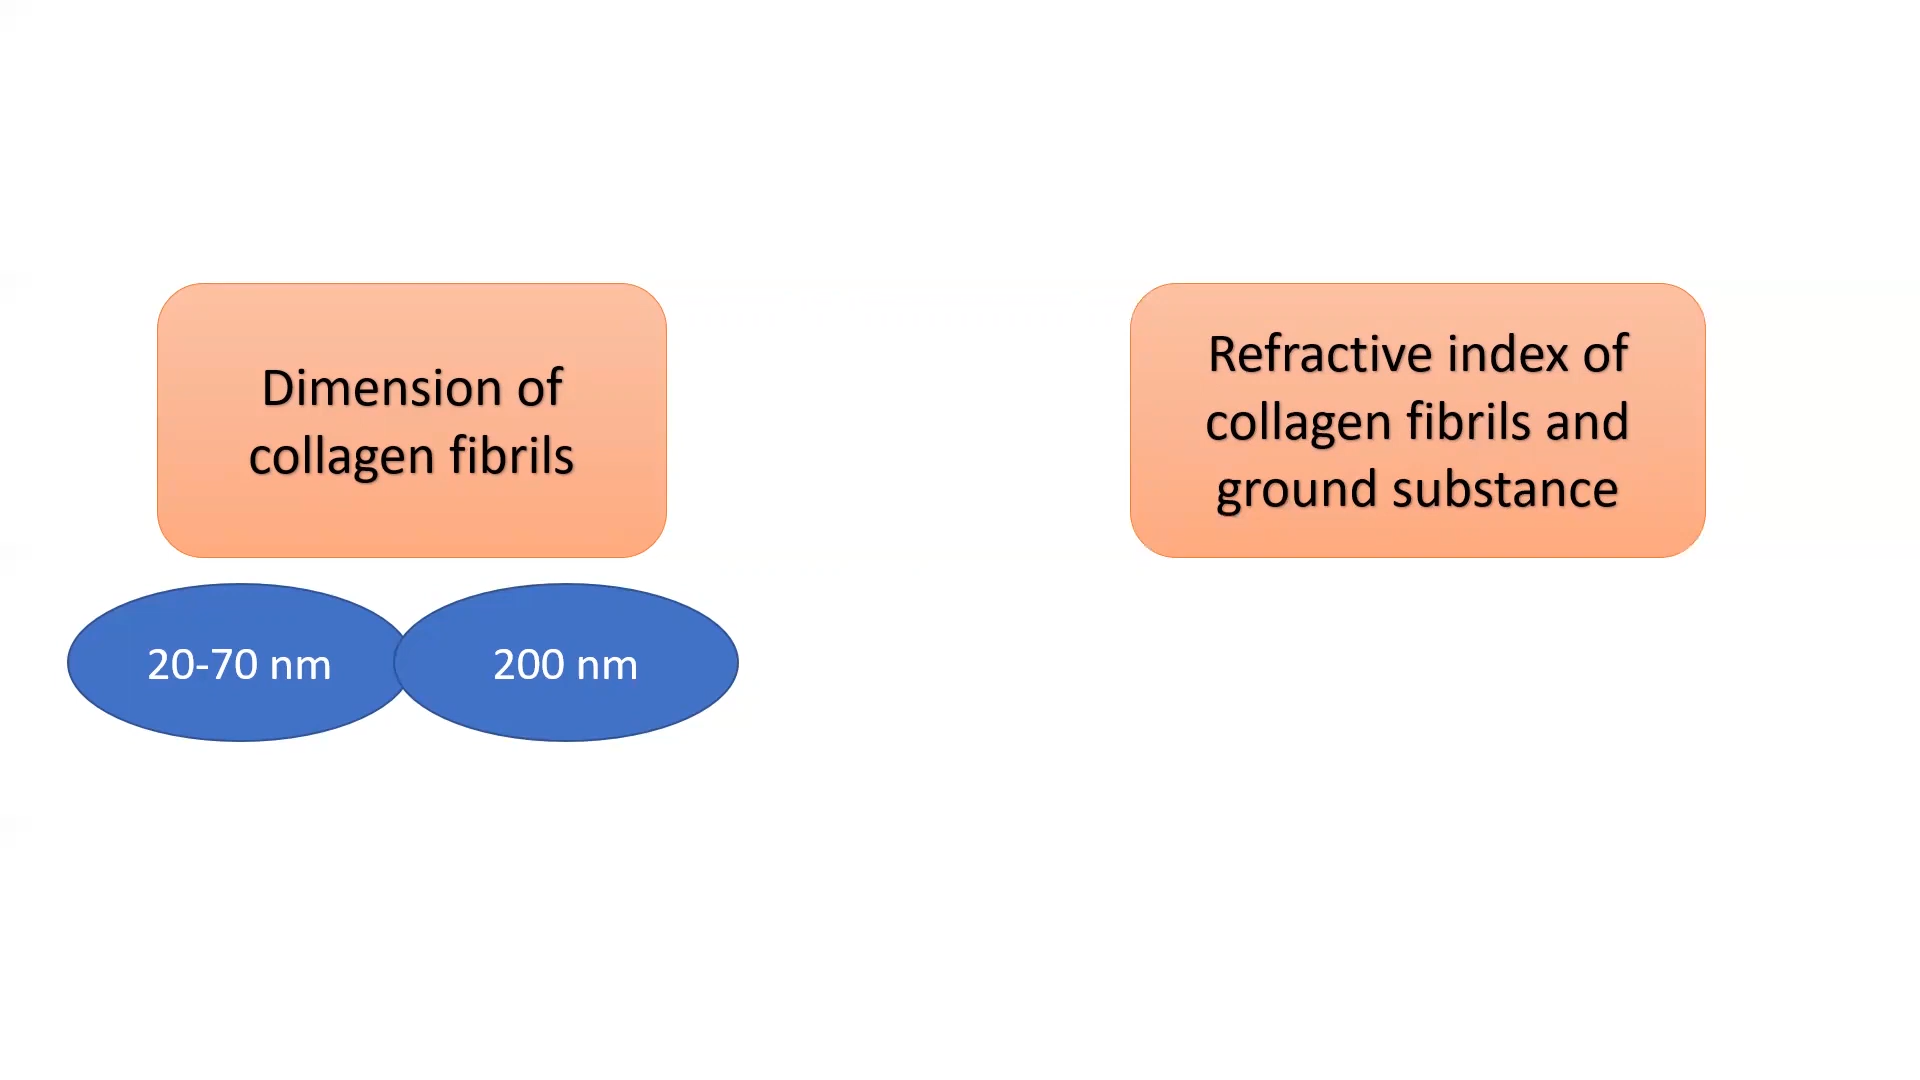 Dimension of
collagen fibrils
20-70 nm
200 nm
Refractive index of
collagen fibrils and
ground substance